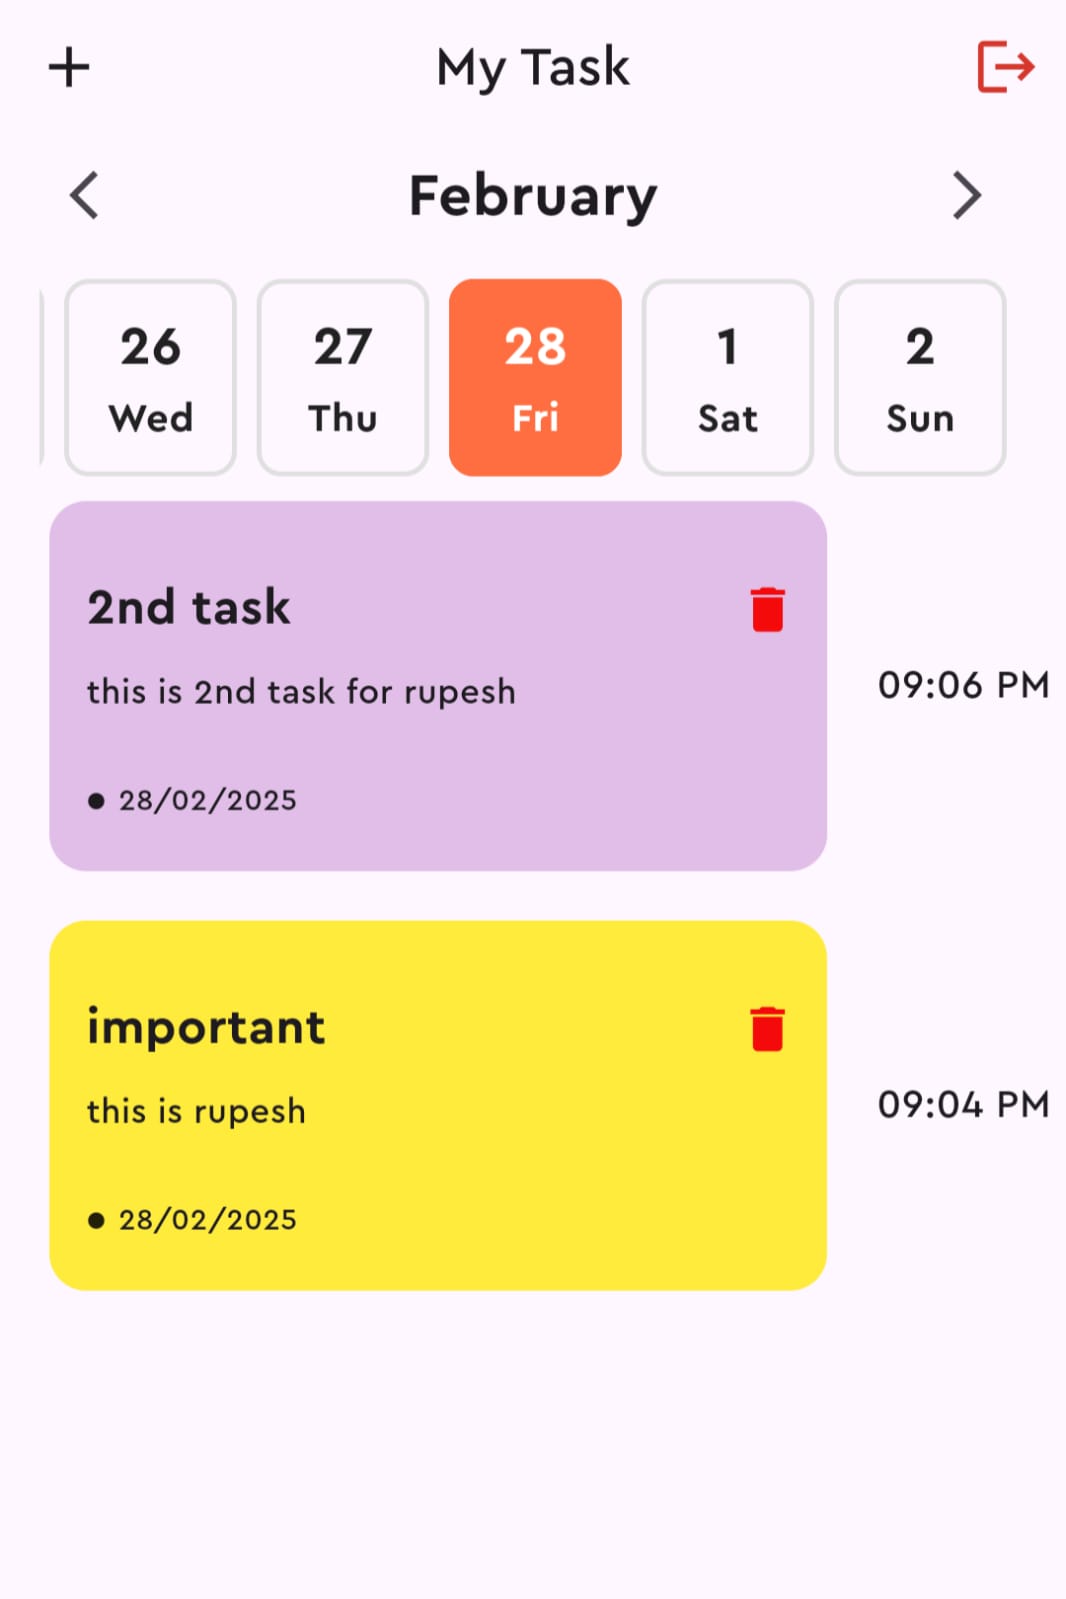 My Task
February
26 27 28 1 2
Wed Thu Fri Sat Sun
2nd task
this is 2nd task for rupesh
09:06 PM
28/02/2025
important
this is rupesh
09:04 PM
28/02/2025